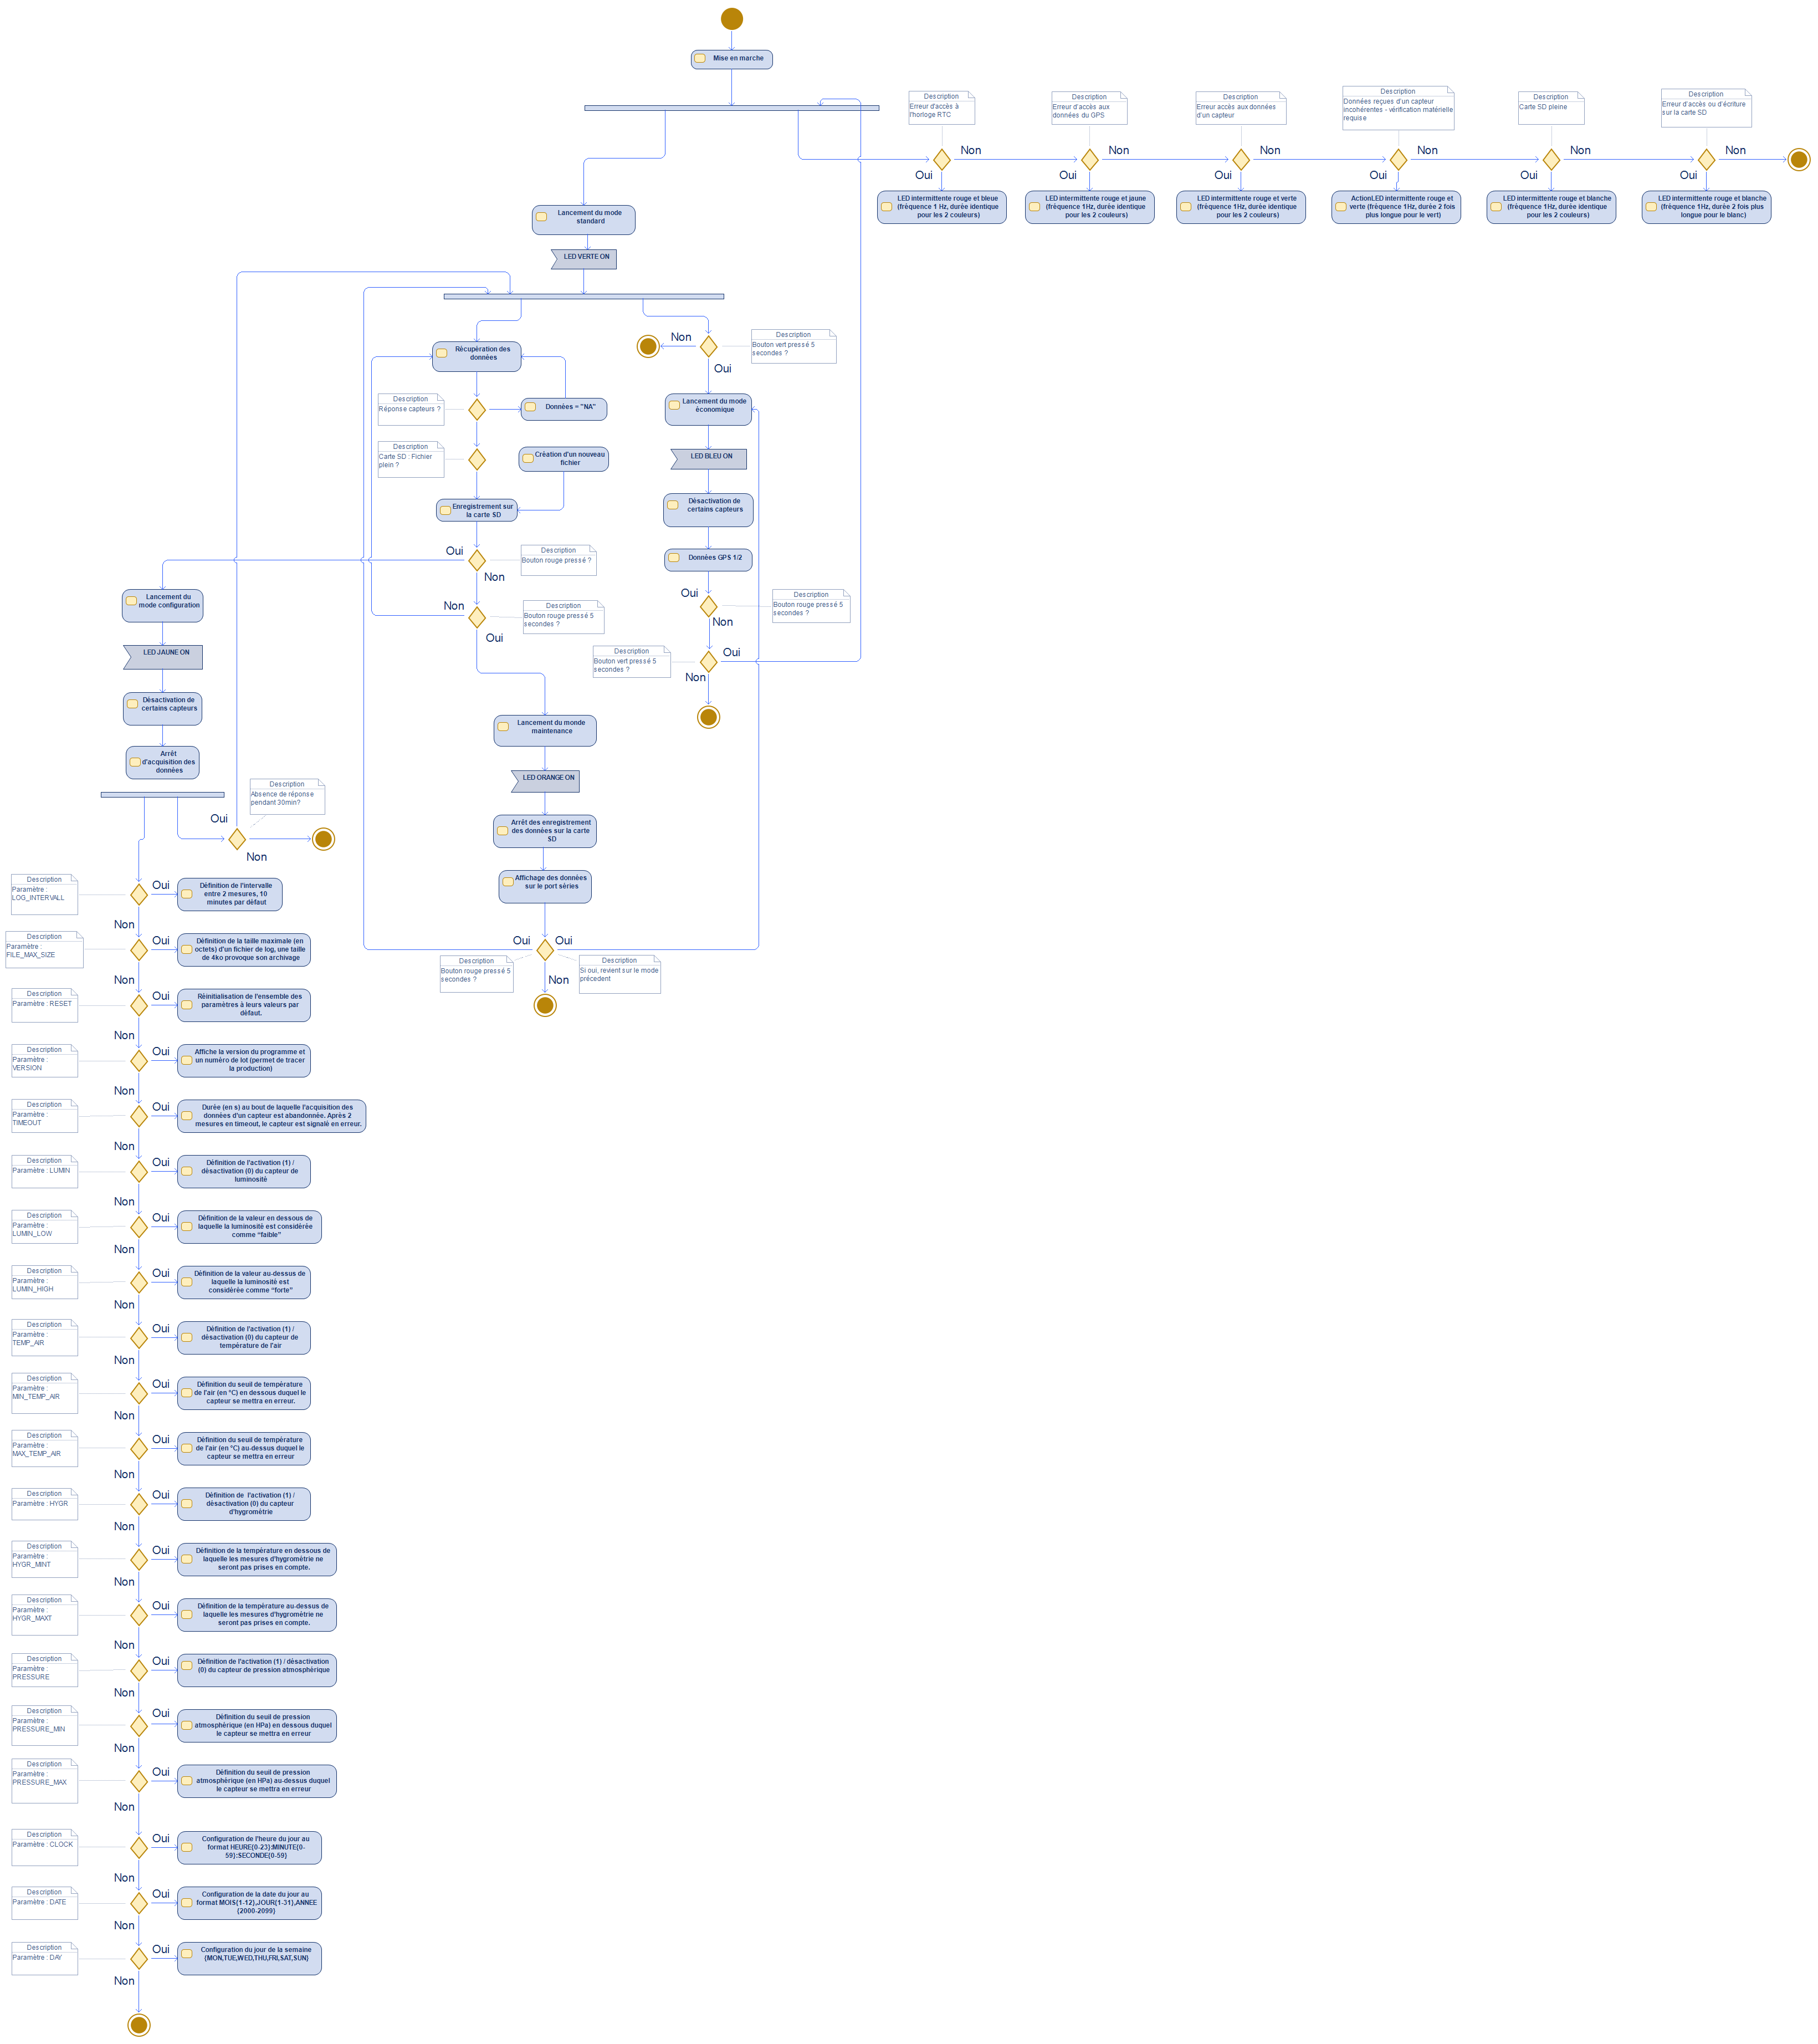 Mise en marche
Description
Erreur d'accès à
l'horloge RTC
Description
Erreur d'accès aux
données du GPS
Description
Erreur accès aux données
d'un capteur
Description
Données reçues d'un capteur
incohérentes - vérification matérielle
requise
Description
Carte SD pleine
Description
Erreur d'accès ou d'écriture
sur la carte SD
Non
Non
Non
Non
Non
Non
Oui
Oui
Oui
Oui
Oui
Oui
LED intermittente rouge et bleue
(fréquence 1 Hz, durée identique
pour les 2 couleurs)
LED intermittente rouge et jaune
(fréquence 1Hz, durée identique
pour les 2 couleurs)
LED intermittente rouge et verte
(fréquence 1Hz, durée identique
pour les 2 couleurs)
ActionLED intermittente rouge et
verte (fréquence 1Hz, durée 2 fois
plus longue pour le vert)
LED intermittente rouge et blanche
(fréquence 1Hz, durée identique
pour les 2 couleurs)
LED intermittente rouge et blanche
(fréquence 1Hz, durée 2 fois plus
longue pour le blanc)
Lancement du mode
standard
LED VERTE ON
Récupération des
données
Non
Description
Bouton vert pressé 5
secondes ?
Oui
Description
Réponse capteurs ?
Données = "NA"
Lancement du mode
économique
Description
Carte SD : Fichier
plein ?
Création d'un nouveau
fichier
LED BLEU ON
Enregistrement sur
la carte SD
Désactivation de
certains capteurs
Oui
Description
Bouton rouge pressé ?
Non
Données GPS 1/2
Lancement du
mode configuration
Non
Description
Bouton rouge pressé 5
secondes ?
Oui
Oui
Description
Bouton rouge pressé 5
secondes ?
Non
LED JAUNE ON
Description
Bouton vert pressé 5
secondes ?
Oui
Non
Désactivation de
certains capteurs
Lancement du monde
maintenance
Arrêt
d'acquisition des
données
LED ORANGE ON
Description
Absence de réponse
pendant 30min?
Oui
Non
Arrêt des enregistrement
des données sur la carte
SD
Affichage des données
sur le port séries
Oui
Oui
Description
Bouton rouge pressé 5
secondes ?
Description
Si oui, revient sur le mode
précedent
Non
Description
Paramètre :
LOG_INTERVALL
Oui
Définition de l'intervalle
entre 2 mesures, 10
minutes par défaut
Non
Description
Paramètre :
FILE_MAX_SIZE
Oui
Définition de la taille maximale (en
octets) d'un fichier de log, une taille
de 4ko provoque son archivage
Non
Description
Paramètre : RESET
Oui
Réinitialisation de l'ensemble des
paramètres à leurs valeurs par
défaut.
Non
Description
Paramètre :
VERSION
Oui
Affiche la version du programme et
un numéro de lot (permet de tracer
la production)
Non
Description
Paramètre :
TIMEOUT
Oui
Durée (en s) au bout de laquelle l'acquisition des
données d'un capteur est abandonnée. Après 2
mesures en timeout, le capteur est signalé en erreur.
Non
Description
Paramètre : LUMIN
Oui
Définition de l'activation (1) /
désactivation (0) du capteur de
luminosité
Non
Description
Paramètre :
LUMIN_LOW
Oui
Définition de la valeur en dessous de
laquelle la luminosité est considérée
comme “faible”
Non
Description
Paramètre :
LUMIN_HIGH
Oui
Définition de la valeur au-dessus de
laquelle la luminosité est
considérée comme “forte”
Non
Description
Paramètre :
TEMP_AIR
Oui
Définition de l'activation (1) /
désactivation (0) du capteur de
température de l'air
Non
Description
Paramètre :
MIN_TEMP_AIR
Oui
Définition du seuil de température
de l'air (en °C) en dessous duquel le
capteur se mettra en erreur.
Non
Description
Paramètre :
MAX_TEMP_AIR
Oui
Définition du seuil de température
de l'air (en °C) au-dessus duquel le
capteur se mettra en erreur
Non
Description
Paramètre : HYGR
Oui
Définition de l'activation (1) /
désactivation (0) du capteur
d'hygrométrie
Non
Description
Paramètre :
HYGR_MINT
Oui
Définition de la température en dessous de
laquelle les mesures d'hygrométrie ne
seront pas prises en compte.
Non
Description
Paramètre :
HYGR_MAXT
Oui
Définition de la température au-dessus de
laquelle les mesures d'hygrométrie ne
seront pas prises en compte.
Non
Description
Paramètre :
PRESSURE
Oui
Définition de l'activation (1) / désactivation
(0) du capteur de pression atmosphérique
Non
Description
Paramètre :
PRESSURE_MIN
Oui
Définition du seuil de pression
atmosphérique (en HPa) en dessous duquel
le capteur se mettra en erreur
Non
Description
Paramètre :
PRESSURE_MAX
Oui
Définition du seuil de pression
atmosphérique (en HPa) au-dessus duquel
le capteur se mettra en erreur
Non
Description
Paramètre : CLOCK
Oui
Configuration de l'heure du jour au
format HEURE{0-23}:MINUTE{0-
59}:SECONDE{0-59}
Non
Description
Paramètre : DATE
Oui
Configuration de la date du jour au
format MOIS{1-12},JOUR{1-31},ANNEE
{2000-2099}
Non
Description
Paramètre : DAY
Oui
Configuration du jour de la semaine
{MON,TUE,WED,THU,FRI,SAT,SUN}
Non